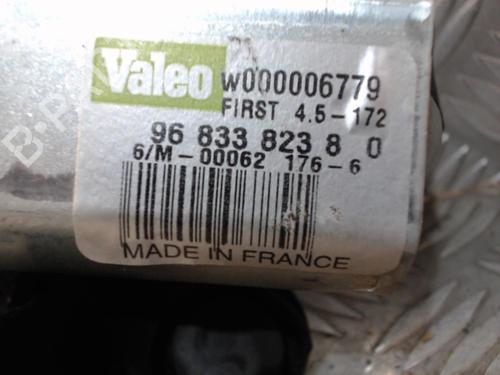 Valeo W000006779
FIRST 4.5-172
96 833 823 8 0
6/M-00062 176-6
MADE IN FRANCE